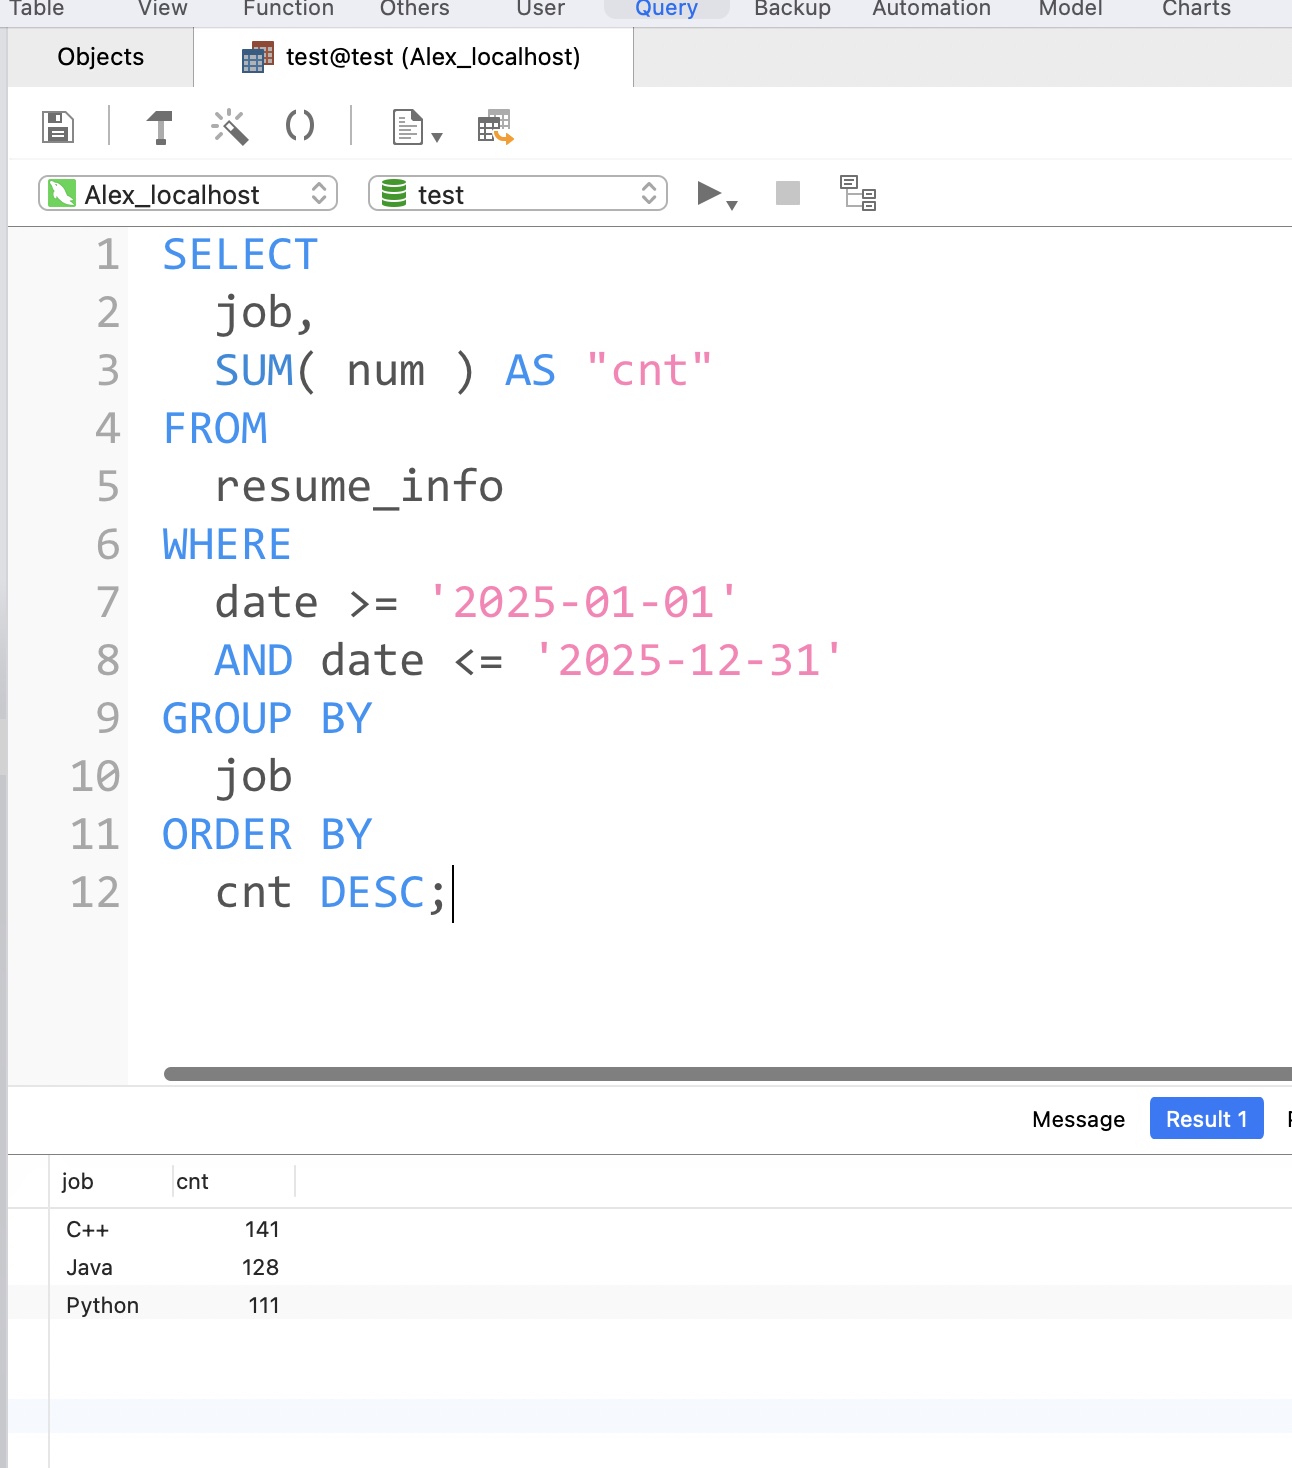 Table View Function Others User Query Backup Automation Model Charts
Objects test@test (Alex_localhost)
Alex_localhost test
1 SELECT
2 job,
3 SUM( num ) AS "cnt"
4 FROM
5 resume_info
6 WHERE
7 date >= '2025-01-01'
8 AND date <= '2025-12-31'
9 GROUP BY
10 job
11 ORDER BY
12 cnt DESC;
Message Result 1
job cnt
C++ 141
Java 128
Python 111